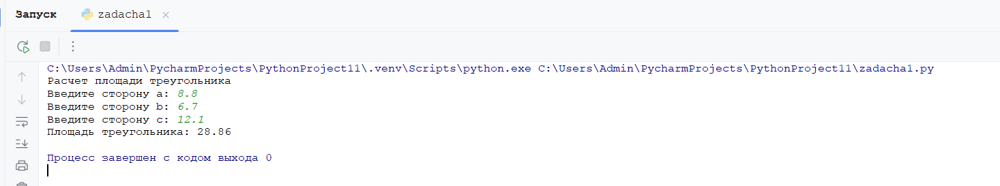 Запуск
zadacha1
C:\Users\Admin\PycharmProjects\PythonProject11\.venv\Scripts\python.exe C:\Users\Admin\PycharmProjects\PythonProject11\zadacha1.py
Расчет площади треугольника
Введите сторону a: 8.8
Введите сторону b: 6.7
Введите сторону c: 12.1
Площадь треугольника: 28.86
Процесс завершен с кодом выхода 0